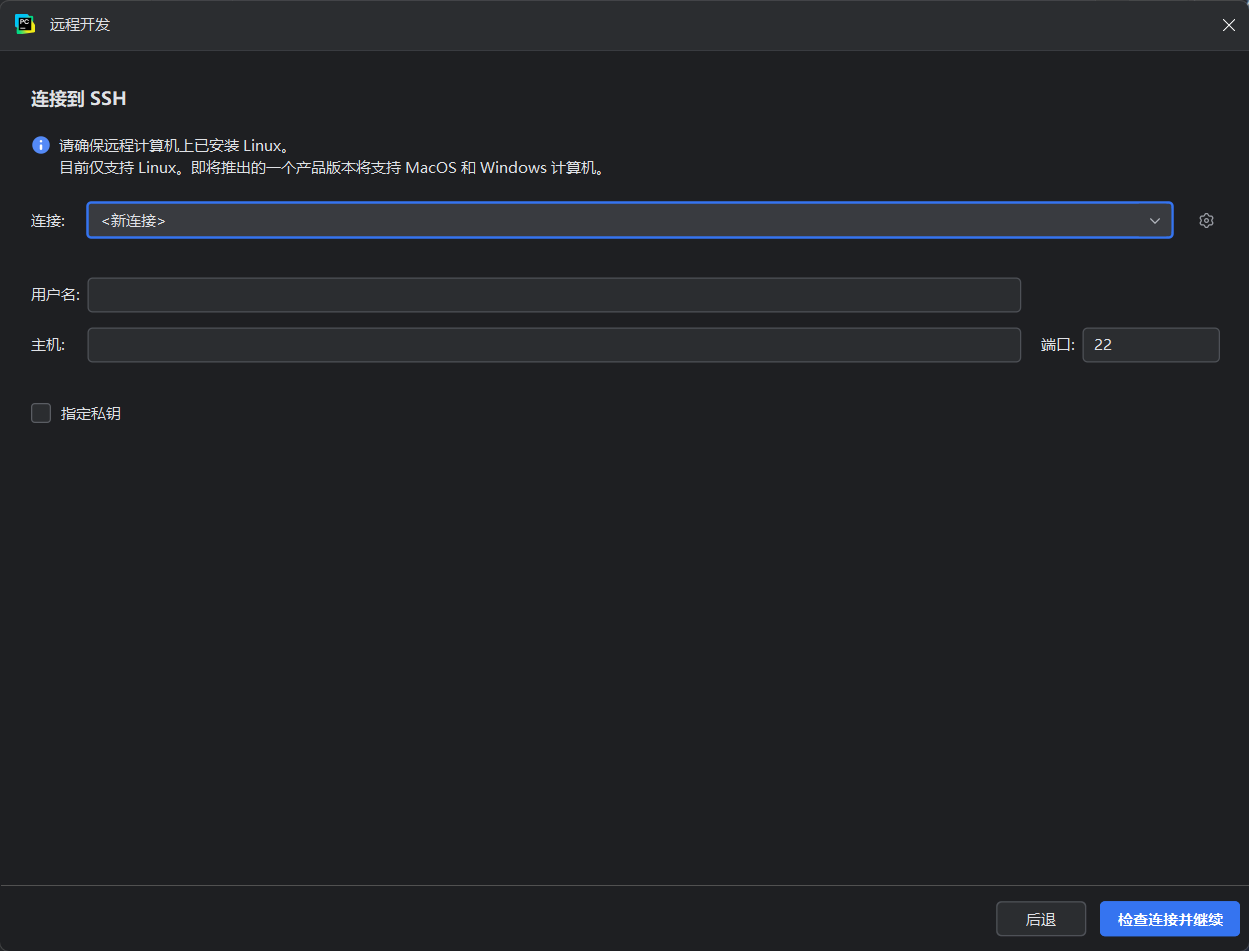 PC
远程开发
连接到 SSH
请确保远程计算机上已安装 Linux。
目前仅支持 Linux。即将推出的一个产品版本将支持 MacOS 和 Windows 计算机。
连接: <新连接>
用户名:
主机: 端口: 22
指定私钥
后退 检查连接并继续